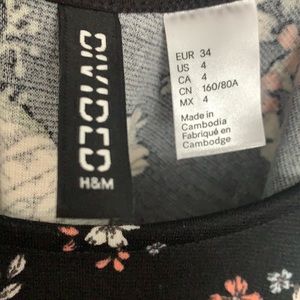 DIVIDED
H&M
EUR 34
US 4
CA 4
CN 160/80A
MX 4
Made in
Cambodia
Fabriqué en
Cambodge